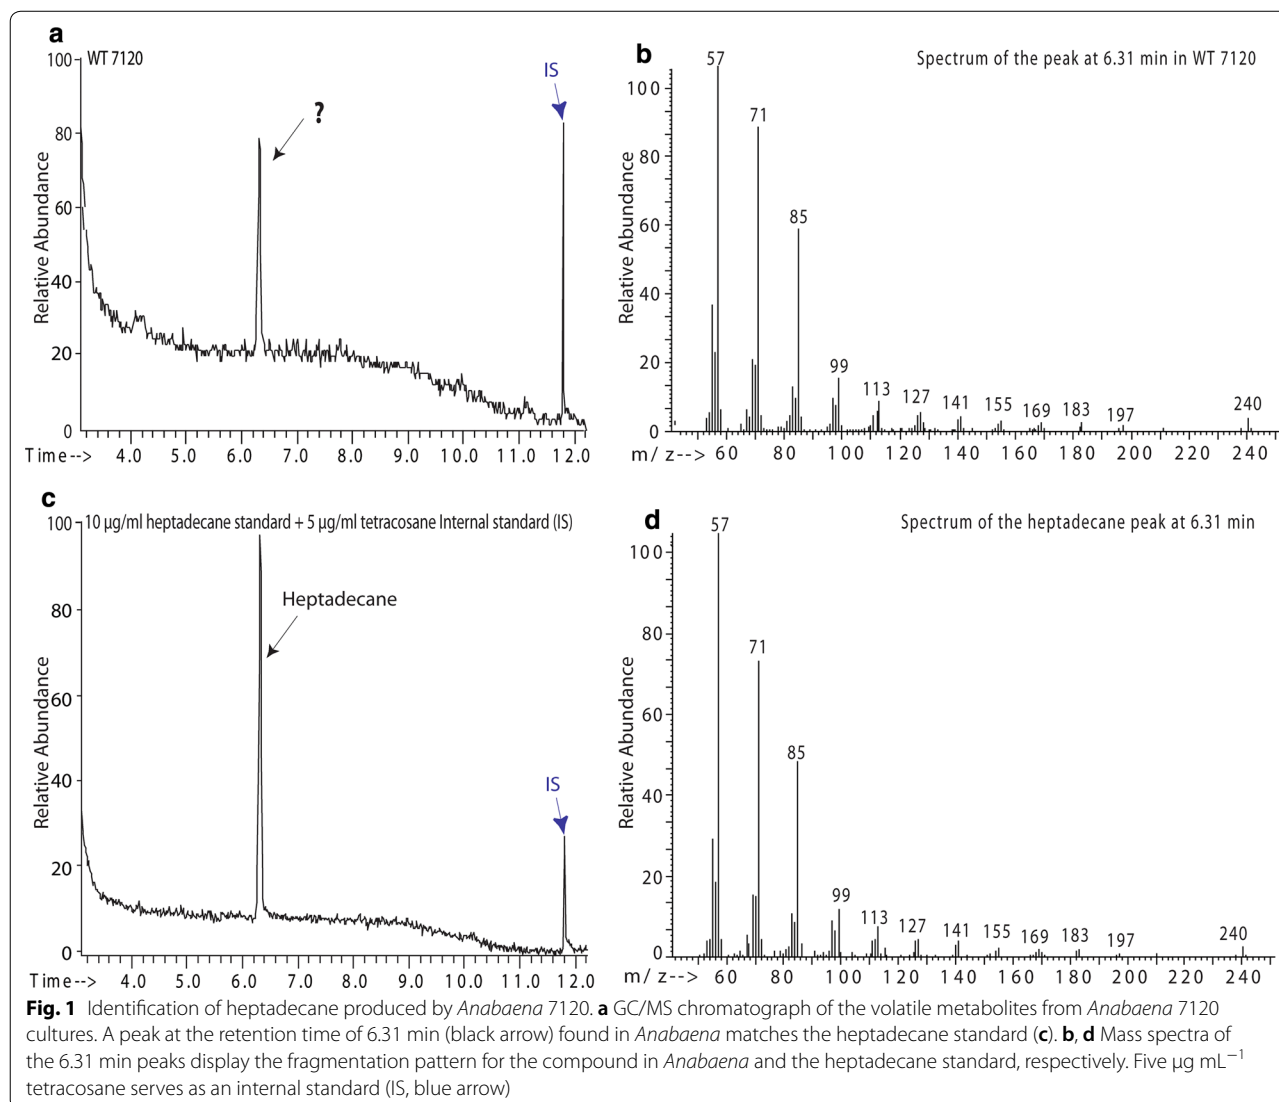 a
WT 7120
?
IS
Relative Abundance
100
80
60
40
20
0
Time-->
4.0 5.0 6.0 7.0 8.0 9.0 10.0 11.0 12.0
b
Spectrum of the peak at 6.31 min in WT 7120
57
71
85
99
113
127
141
155
169
183
197
240
Relative Abundance
100
80
60
40
20
0
m/z-->
60 80 100 120 140 160 180 200 220 240
c
10 µg/ml heptadecane standard + 5 µg/ml tetracosane Internal standard (IS)
Heptadecane
IS
Relative Abundance
100
80
60
40
20
0
Time-->
4.0 5.0 6.0 7.0 8.0 9.0 10.0 11.0 12.0
d
Spectrum of the heptadecane peak at 6.31 min
57
71
85
99
113
127
141
155
169
183
197
240
Relative Abundance
100
80
60
40
20
0
m/z-->
60 80 100 120 140 160 180 200 220 240
Fig. 1 Identification of heptadecane produced by Anabaena 7120. a GC/MS chromatograph of the volatile metabolites from Anabaena 7120
cultures. A peak at the retention time of 6.31 min (black arrow) found in Anabaena matches the heptadecane standard (c). b, d Mass spectra of
the 6.31 min peaks display the fragmentation pattern for the compound in Anabaena and the heptadecane standard, respectively. Five µg mL⁻¹
tetracosane serves as an internal standard (IS, blue arrow)